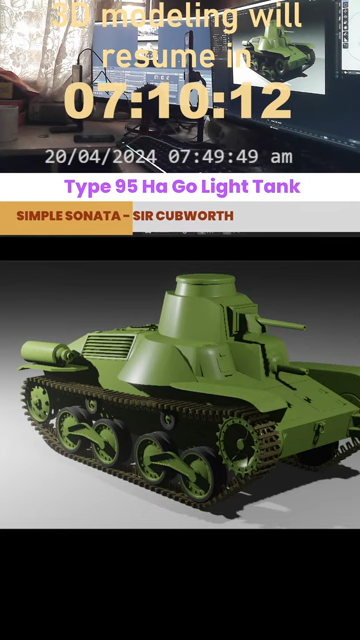 3D modeling will
resume in
07:10:12
20/04/2024 07:49:49 am
Type 95 Ha Go Light Tank
SIMPLE SONATA - SIR CUBWORTH